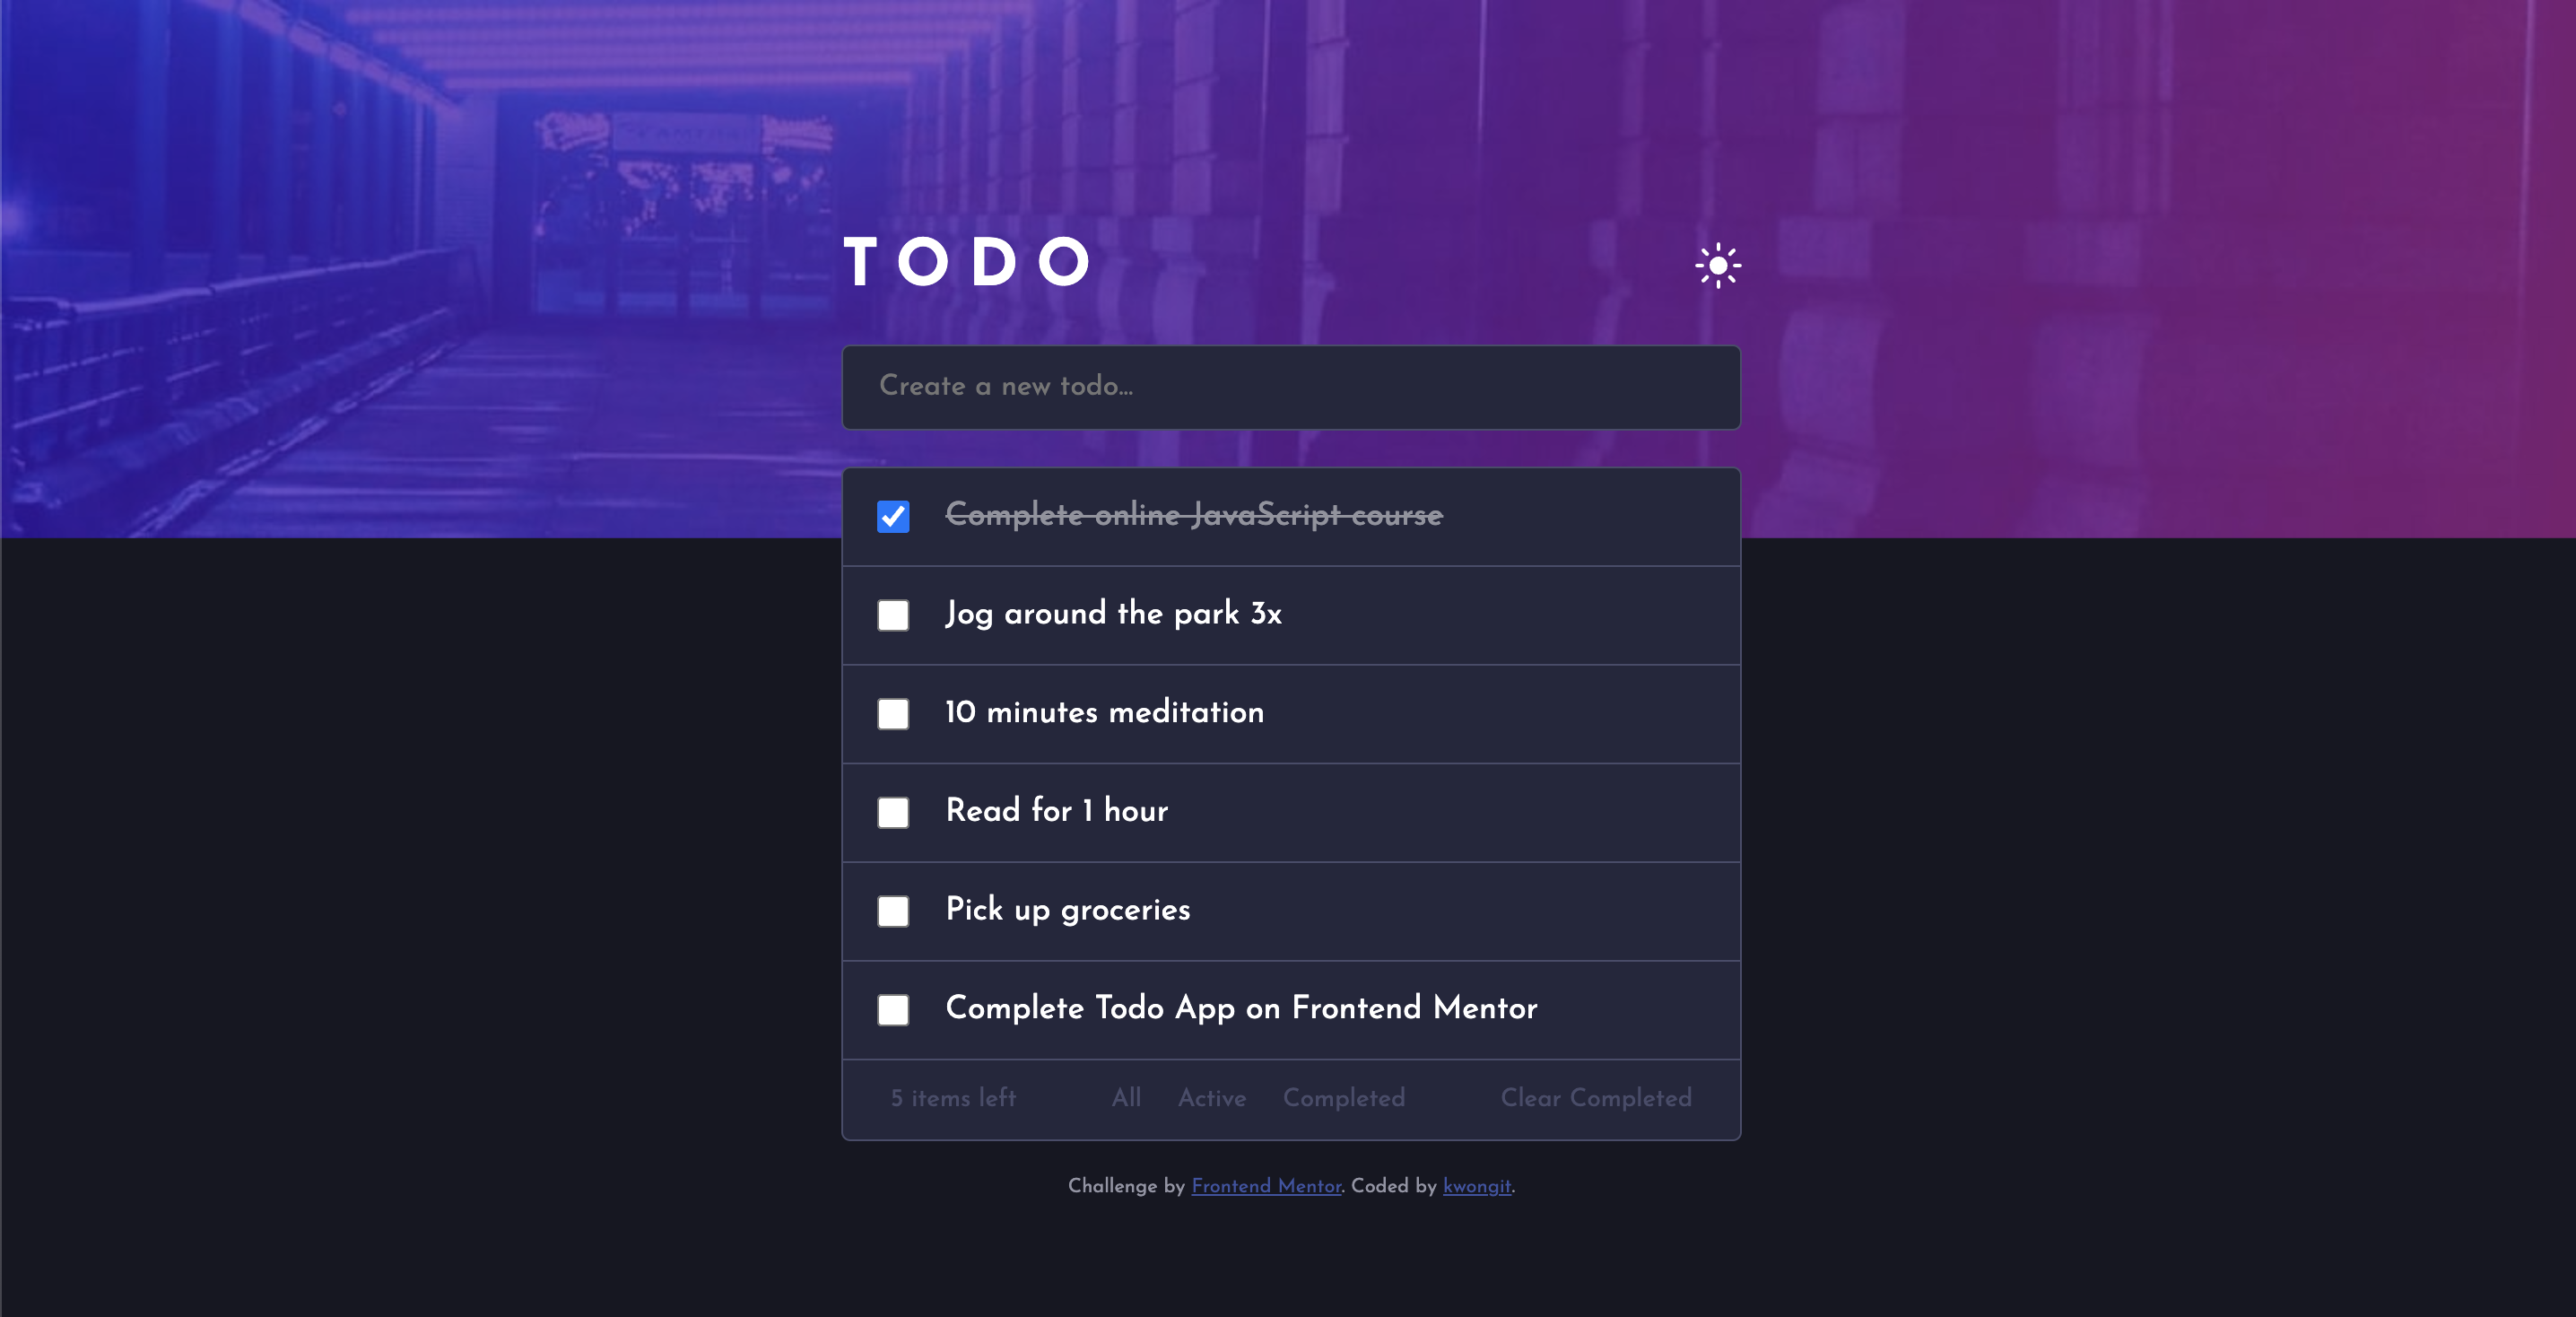 TODO
Create a new todo...
Complete online JavaScript course
Jog around the park 3x
10 minutes meditation
Read for 1 hour
Pick up groceries
Complete Todo App on Frontend Mentor
5 items left All Active Completed Clear Completed
Challenge by Frontend Mentor. Coded by kwongit.